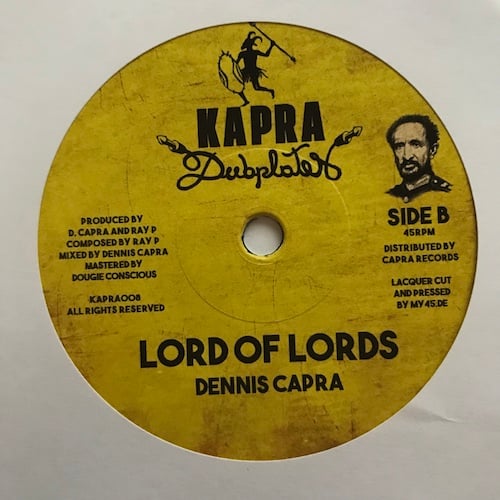 KAPRA
Dubplates
PRODUCED BY
D. CAPRA AND RAY P
COMPOSED BY RAY P
MIXED BY DENNIS CAPRA
MASTERED BY
DOUGIE CONSCIOUS
KAPRA008
ALL RIGHTS RESERVED
SIDE B
45RPM
DISTRIBUTED BY
CAPRA RECORDS
LACQUER CUT
AND PRESSED
BY MY45.DE
LORD OF LORDS
DENNIS CAPRA